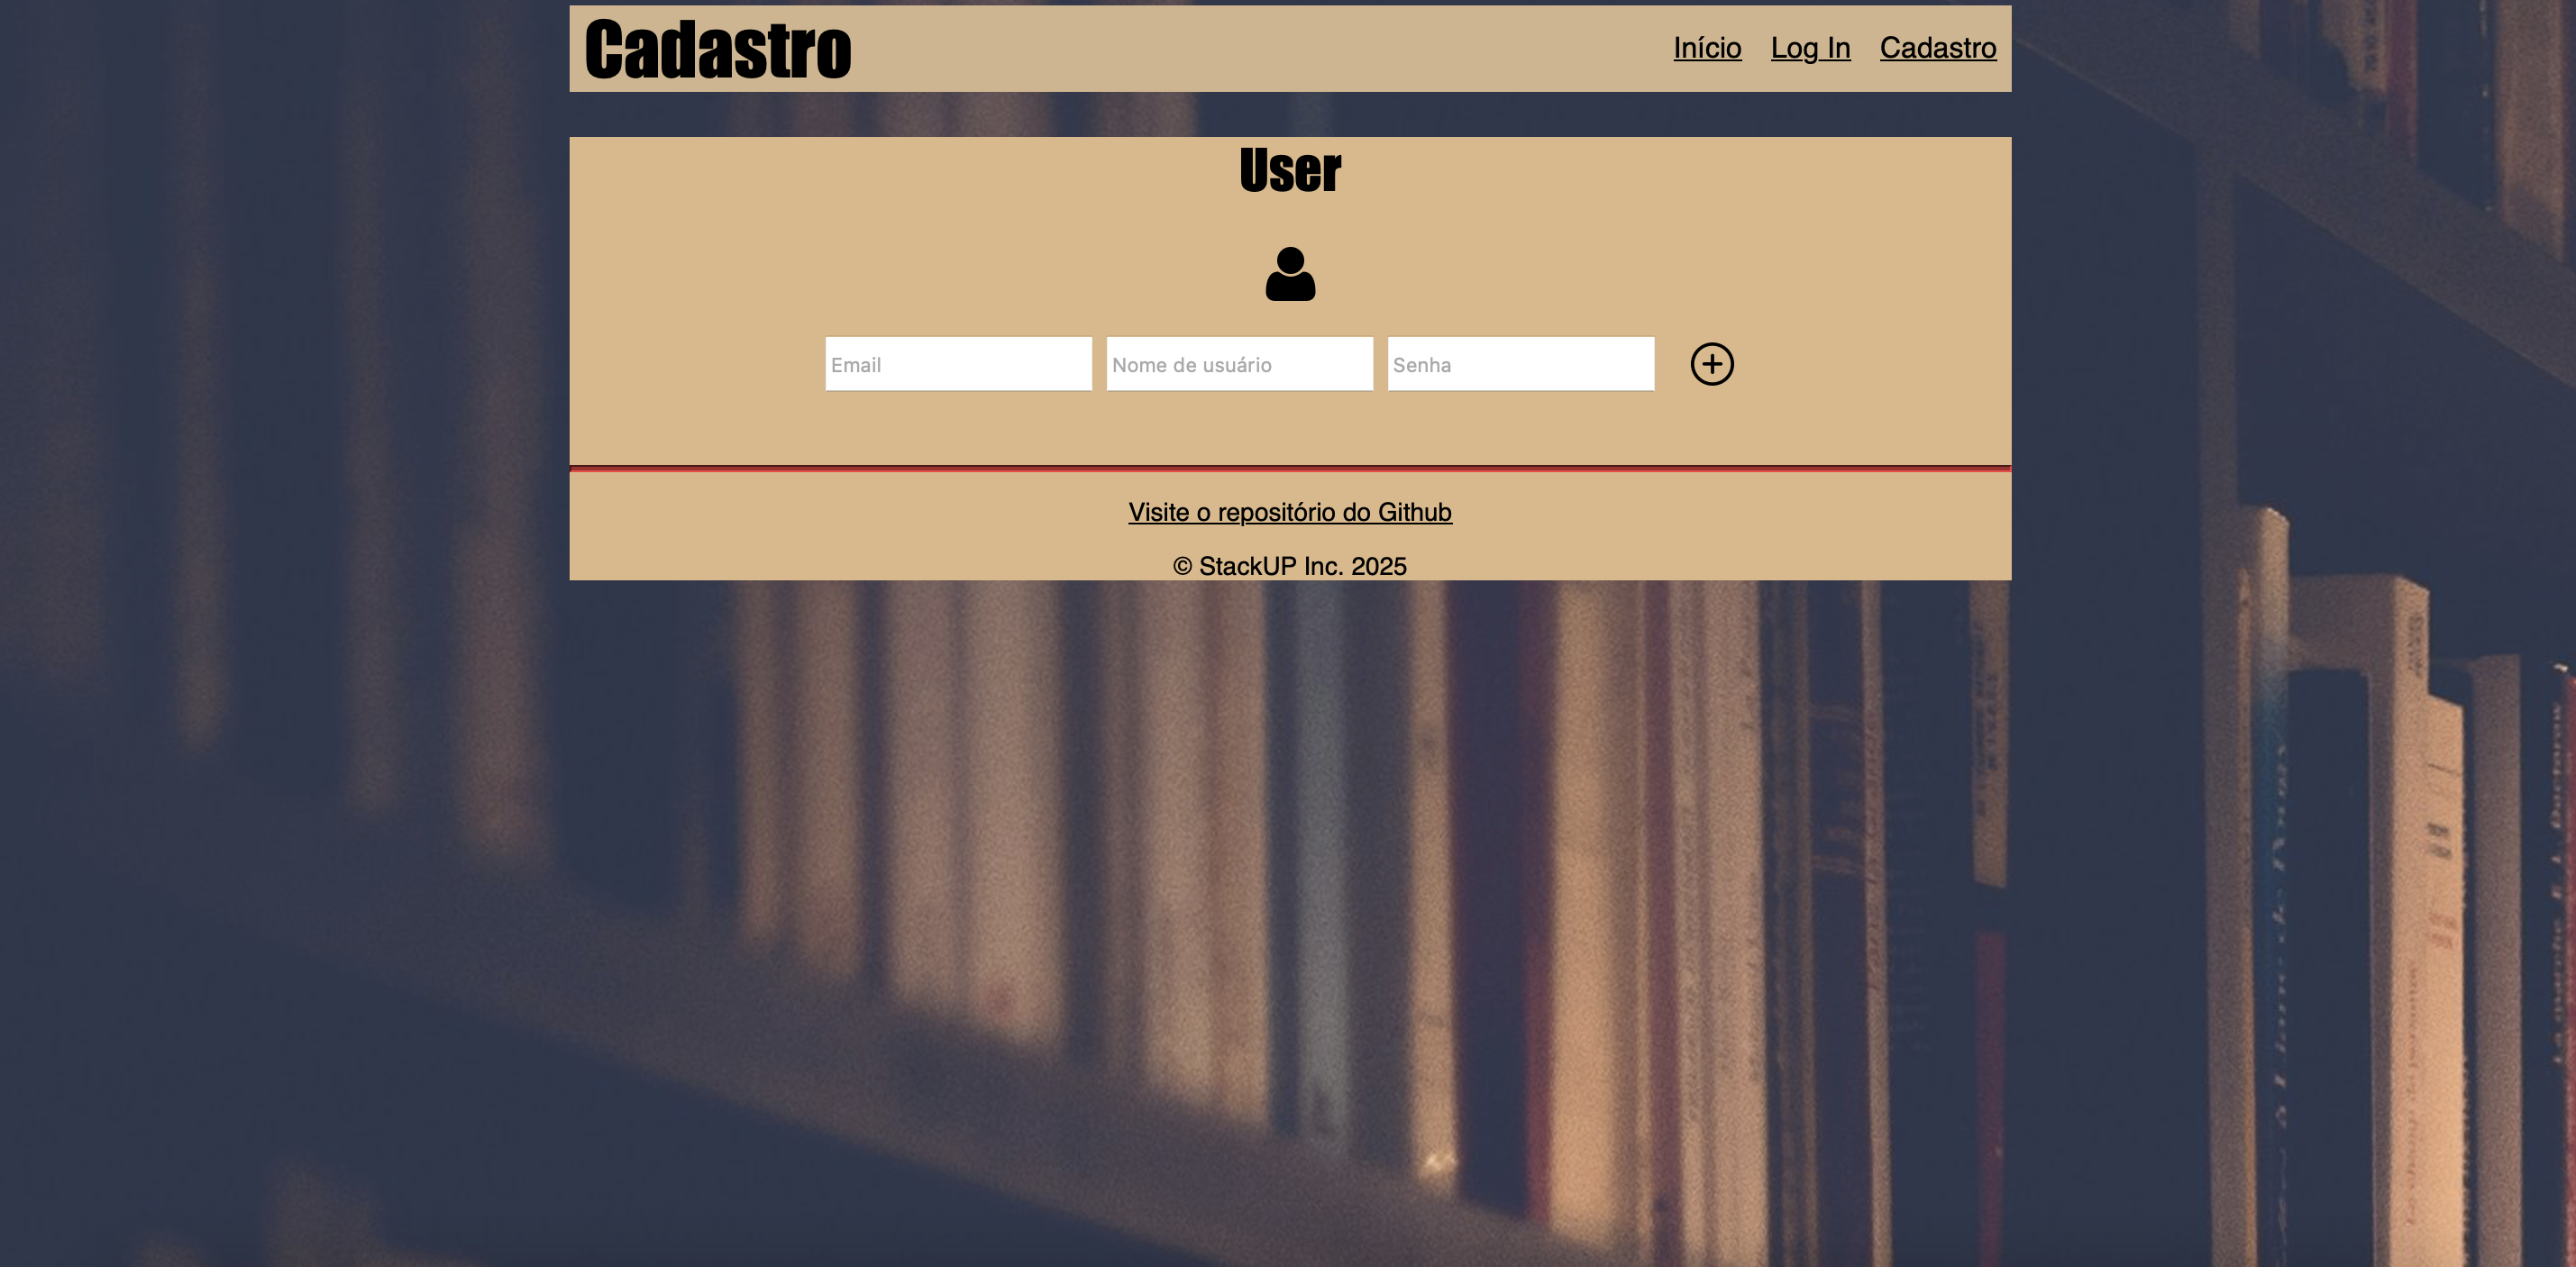 Cadastro
Início Log In Cadastro
User
Email Nome de usuário Senha
Visite o repositório do Github
© StackUP Inc. 2025